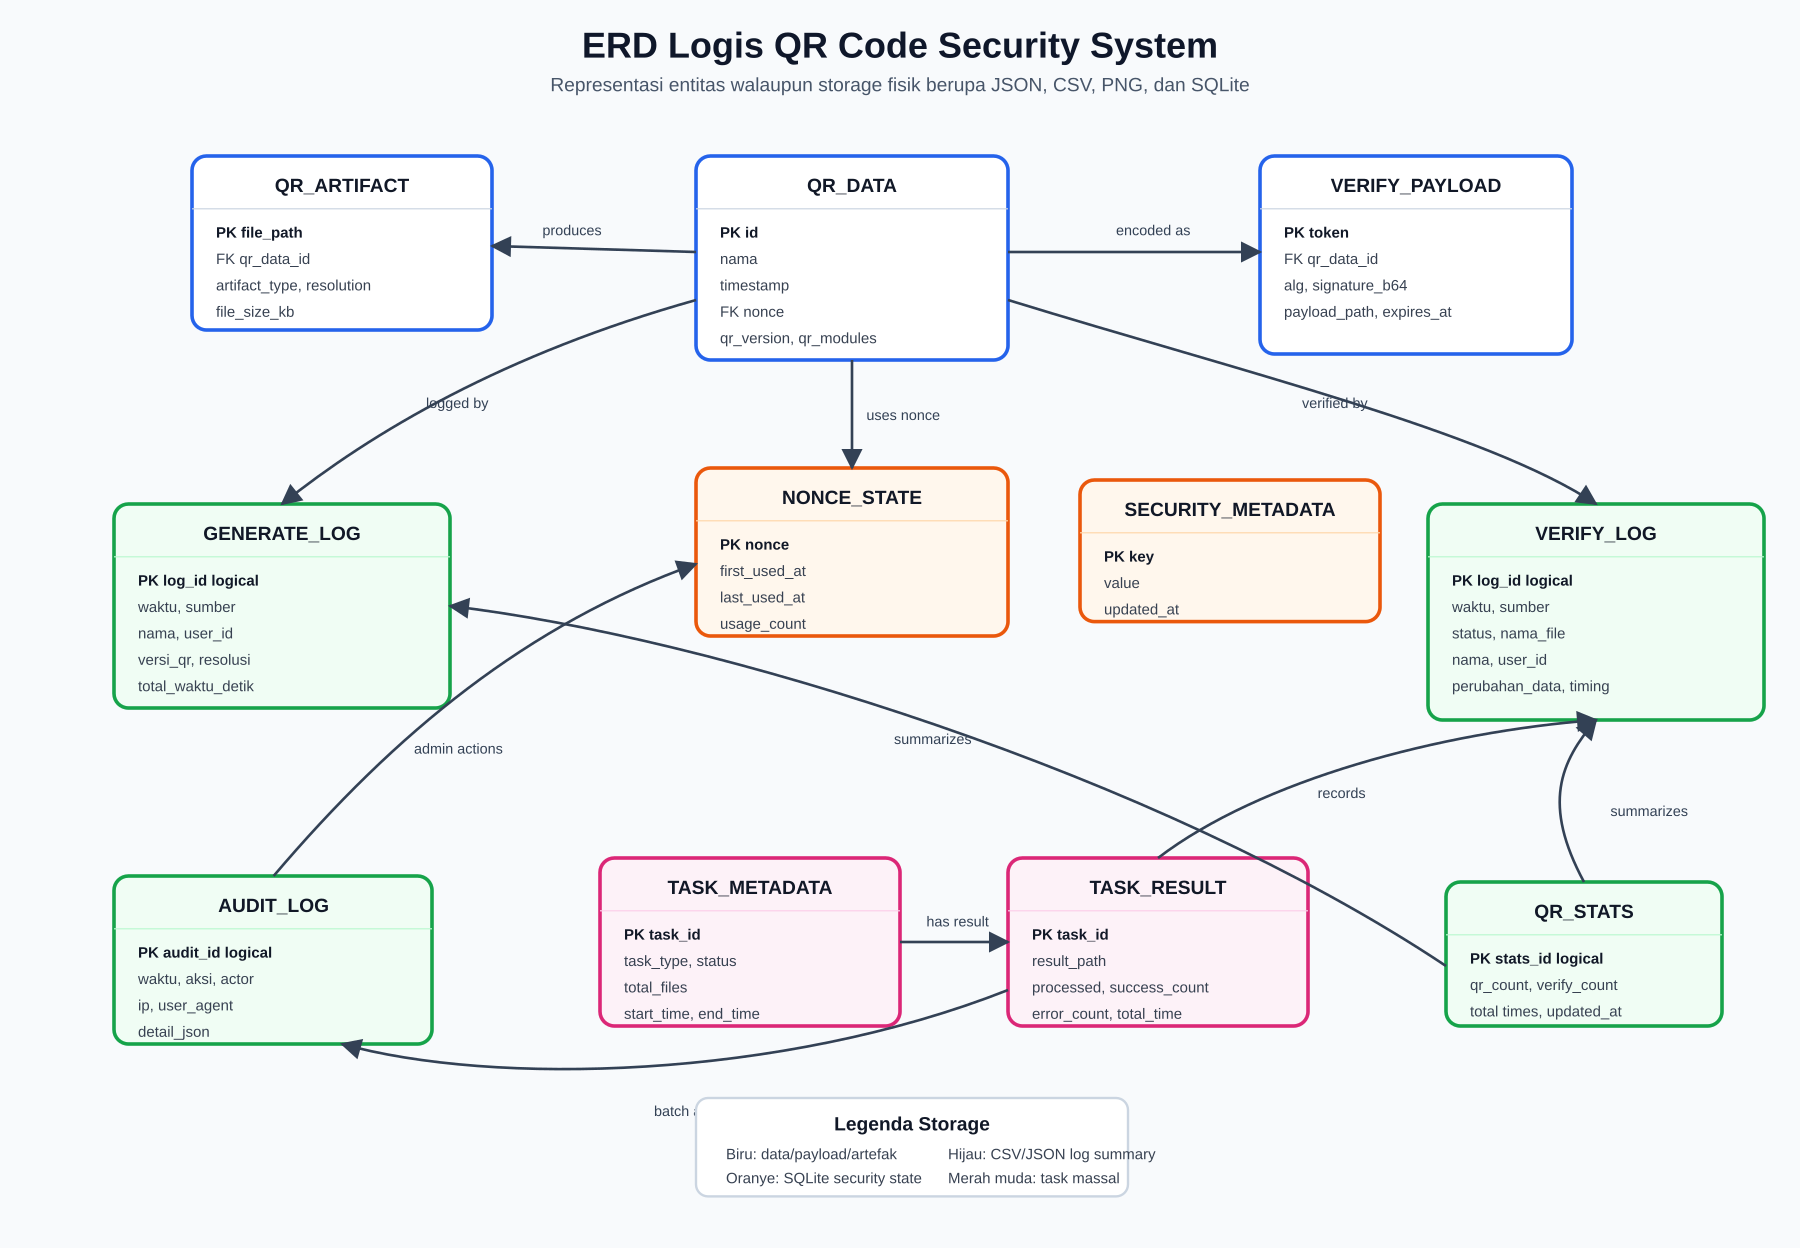 ERD Logis QR Code Security System
Representasi entitas walaupun storage fisik berupa JSON, CSV, PNG, dan SQLite
QR_ARTIFACT
PK file_path
FK qr_data_id
artifact_type, resolution
file_size_kb
produces
QR_DATA
PK id
nama
timestamp
FK nonce
qr_version, qr_modules
encoded as
VERIFY_PAYLOAD
PK token
FK qr_data_id
alg, signature_b64
payload_path, expires_at
logged by
uses nonce
verified by
GENERATE_LOG
PK log_id logical
waktu, sumber
nama, user_id
versi_qr, resolusi
total_waktu_detik
NONCE_STATE
PK nonce
first_used_at
last_used_at
usage_count
SECURITY_METADATA
PK key
value
updated_at
VERIFY_LOG
PK log_id logical
waktu, sumber
status, nama_file
nama, user_id
perubahan_data, timing
admin actions
summarizes
records
summarizes
AUDIT_LOG
PK audit_id logical
waktu, aksi, actor
ip, user_agent
detail_json
TASK_METADATA
PK task_id
task_type, status
total_files
start_time, end_time
has result
TASK_RESULT
PK task_id
result_path
processed, success_count
error_count, total_time
QR_STATS
PK stats_id logical
qr_count, verify_count
total times, updated_at
batch
Legenda Storage
Biru: data/payload/artefak
Hijau: CSV/JSON log summary
Oranye: SQLite security state
Merah muda: task massal